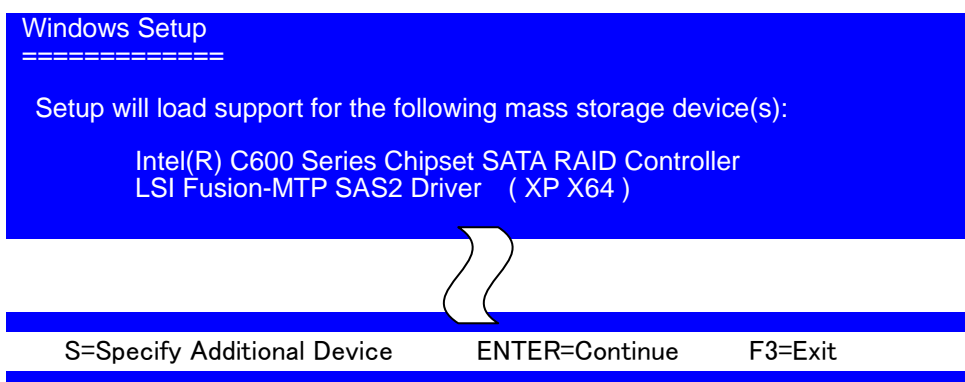 Windows Setup
=============
Setup will load support for the following mass storage device(s):
Intel(R) C600 Series Chipset SATA RAID Controller
LSI Fusion-MTP SAS2 Driver ( XP X64 )
S=Specify Additional Device ENTER=Continue F3=Exit